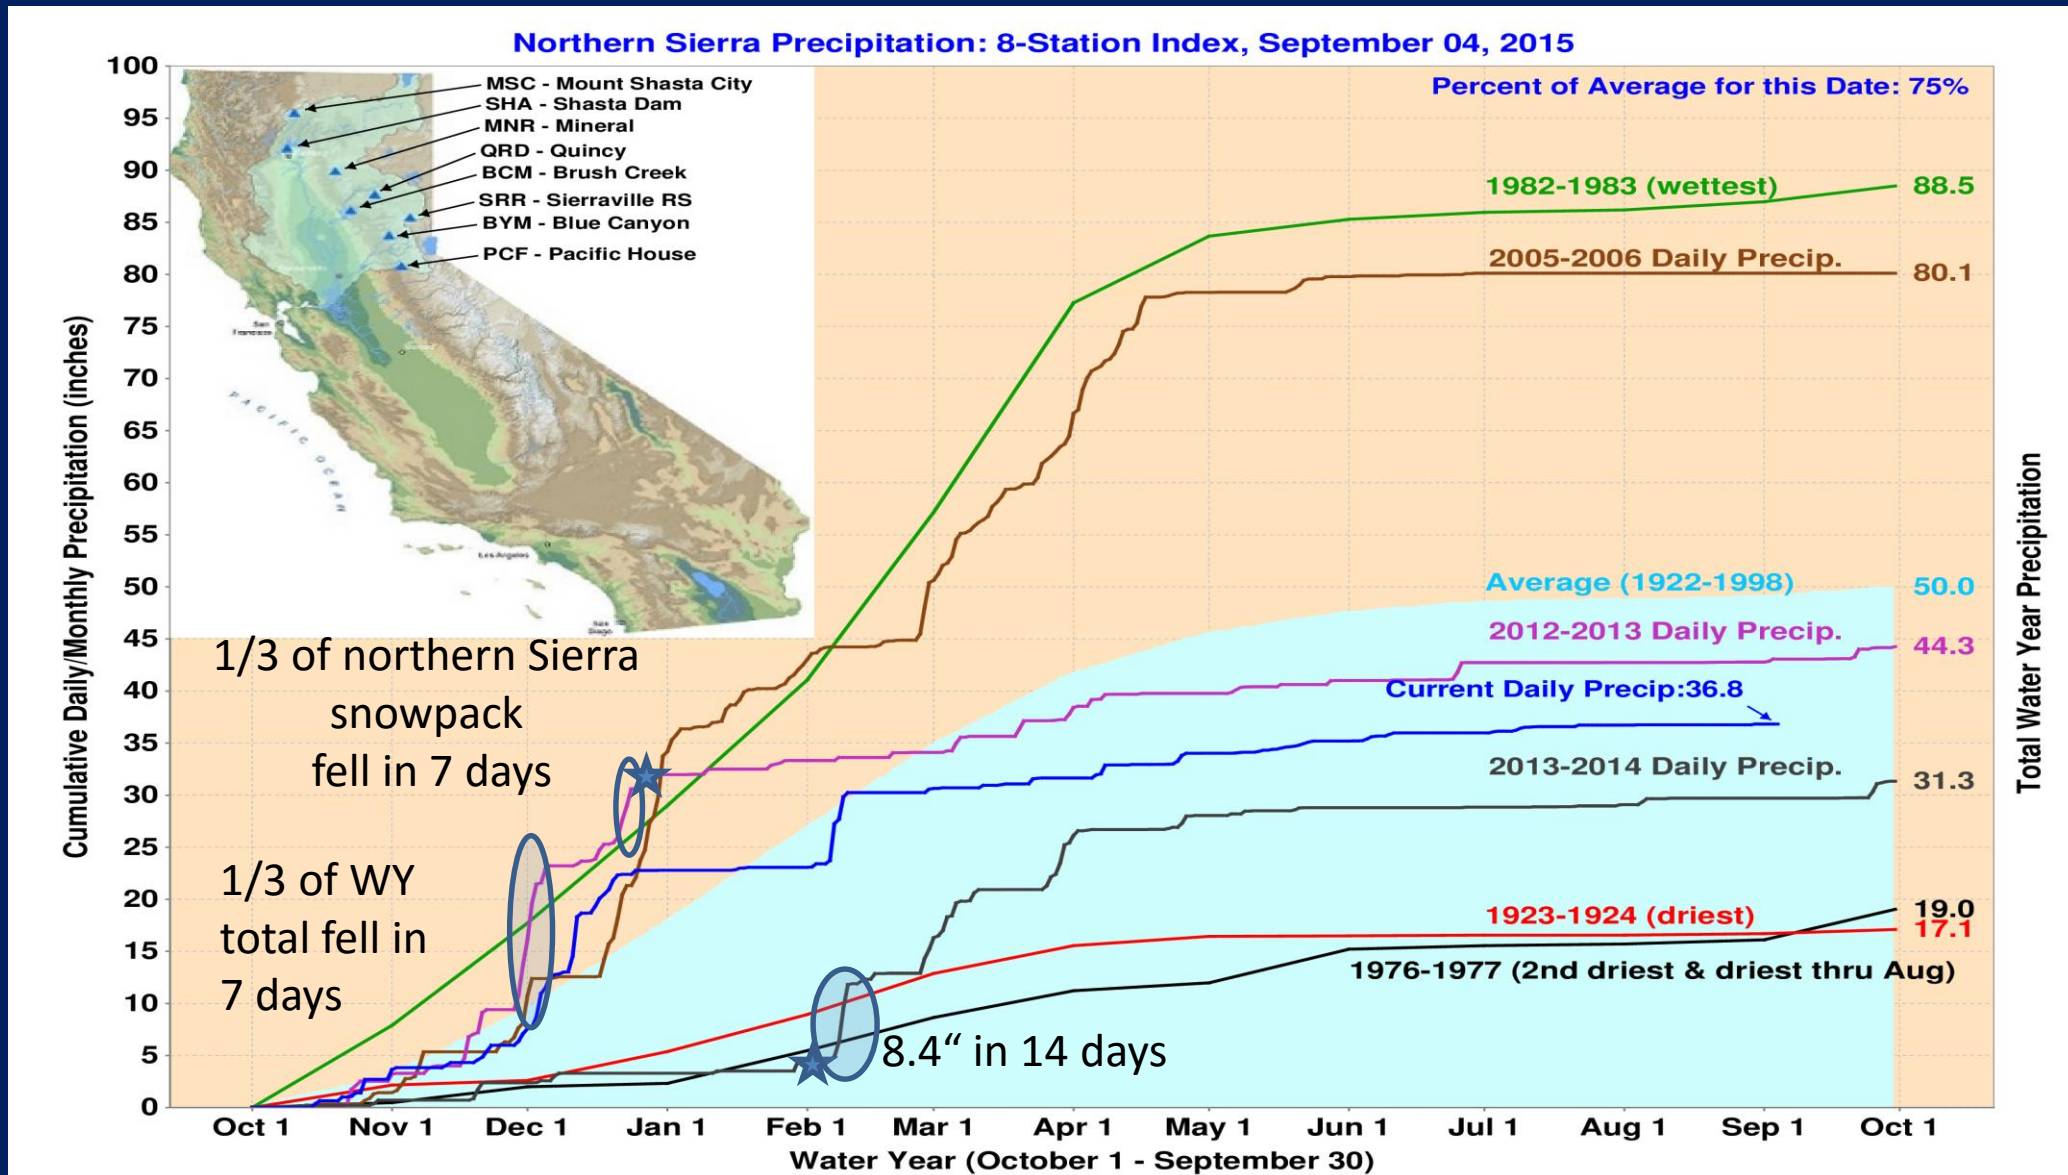 Northern Sierra Precipitation: 8-Station Index, September 04, 2015
Percent of Average for this Date: 75%
Cumulative Daily/Monthly Precipitation (inches)
100
95
90
85
80
75
70
65
60
55
50
45
40
35
30
25
20
15
10
5
0
MSC - Mount Shasta City
SHA - Shasta Dam
MNR - Mineral
QRD - Quincy
BCM - Brush Creek
SRR - Sierraville RS
BYM - Blue Canyon
PCF - Pacific House
San
Francisco
PACIFIC OCEAN
Los Angeles
San
Diego
1982-1983 (wettest)
88.5
2005-2006 Daily Precip.
80.1
Average (1922-1998)
50.0
2012-2013 Daily Precip.
44.3
Current Daily Precip:36.8
2013-2014 Daily Precip.
31.3
1923-1924 (driest)
19.0
17.1
1976-1977 (2nd driest & driest thru Aug)
1/3 of northern Sierra
snowpack
fell in 7 days
1/3 of WY
total fell in
7 days
8.4“ in 14 days
Total Water Year Precipitation
Oct 1
Nov 1
Dec 1
Jan 1
Feb 1
Mar 1
Apr 1
May 1
Jun 1
Jul 1
Aug 1
Sep 1
Oct 1
Water Year (October 1 - September 30)